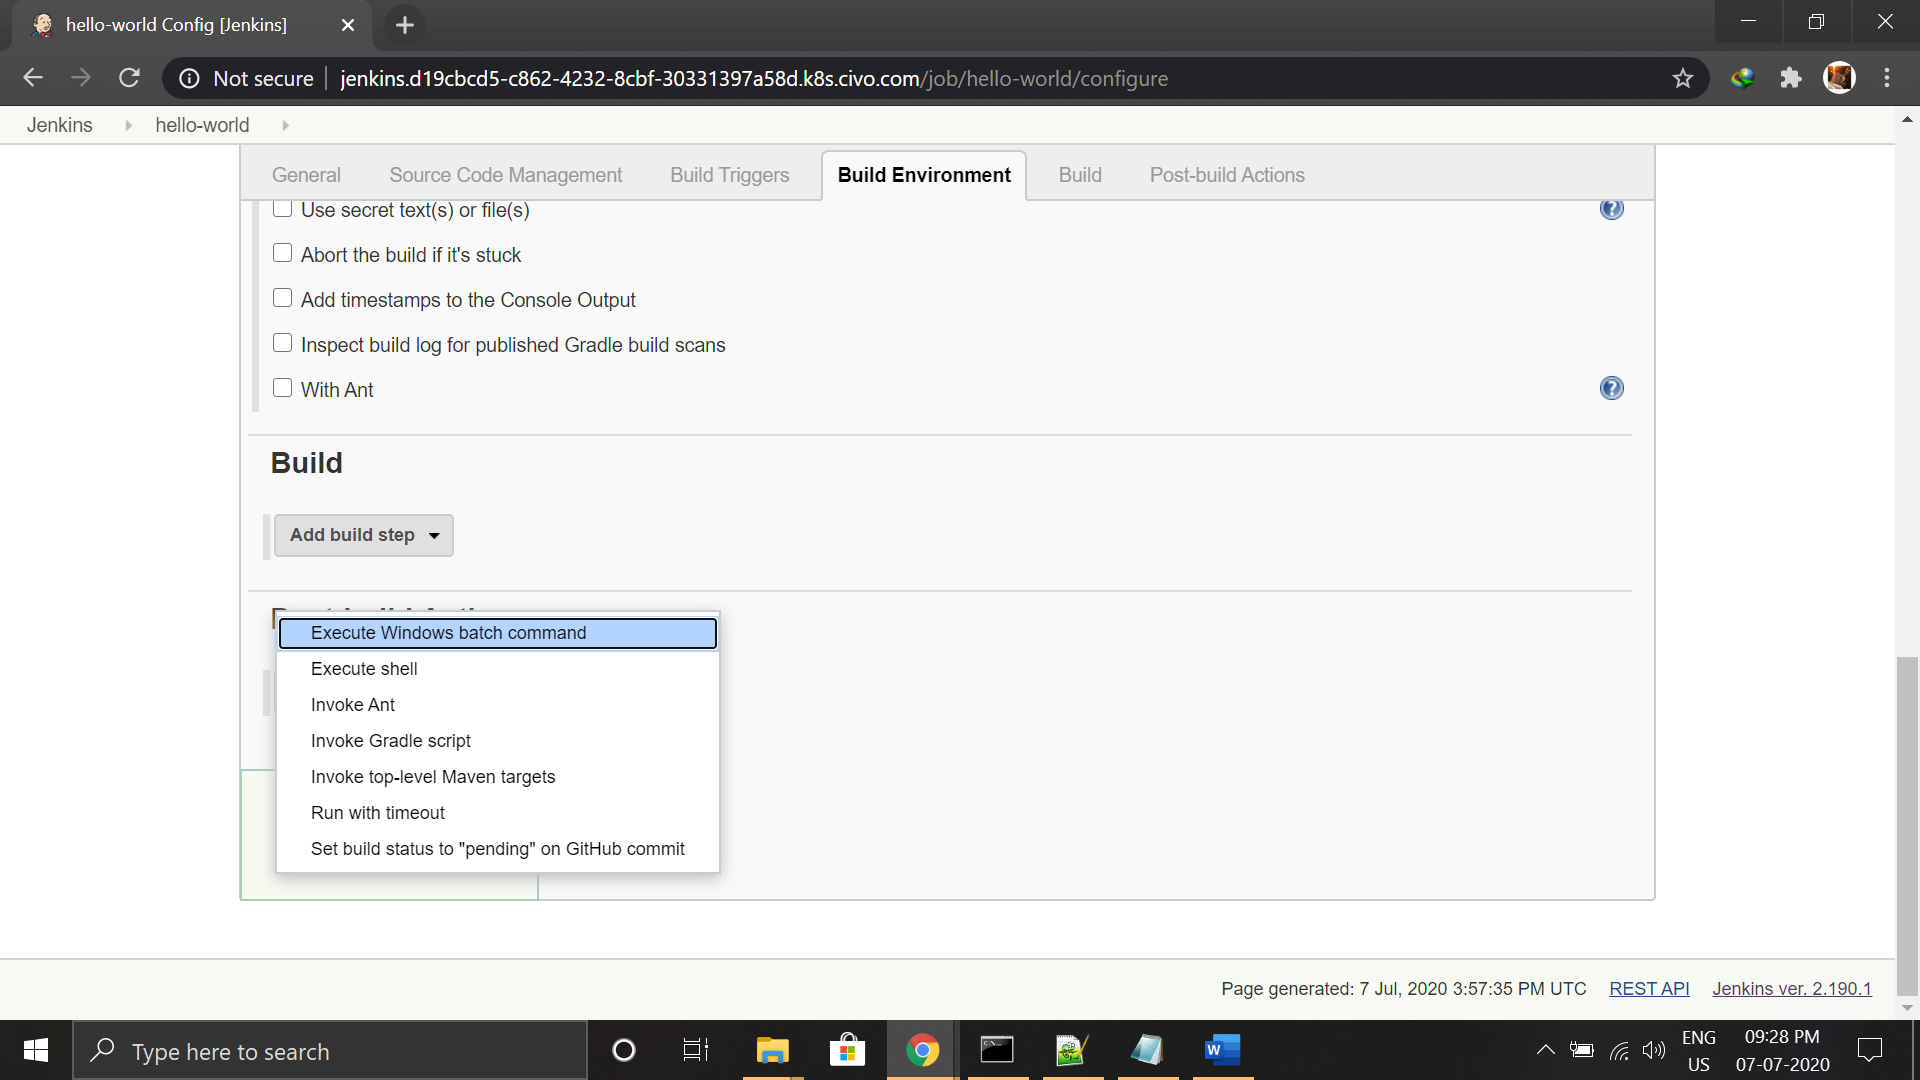 hello-world Config [Jenkins]
Not secure | jenkins.d19cbcd5-c862-4232-8cbf-30331397a58d.k8s.civo.com/job/hello-world/configure
Jenkins hello-world
General Source Code Management Build Triggers Build Environment Build Post-build Actions
Use secret text(s) or file(s)
Abort the build if it's stuck
Add timestamps to the Console Output
Inspect build log for published Gradle build scans
With Ant
Build
Add build step
Execute Windows batch command
Execute shell
Invoke Ant
Invoke Gradle script
Invoke top-level Maven targets
Run with timeout
Set build status to "pending" on GitHub commit
Page generated: 7 Jul, 2020 3:57:35 PM UTC REST API Jenkins ver. 2.190.1
Type here to search
ENG
US
09:28 PM
07-07-2020